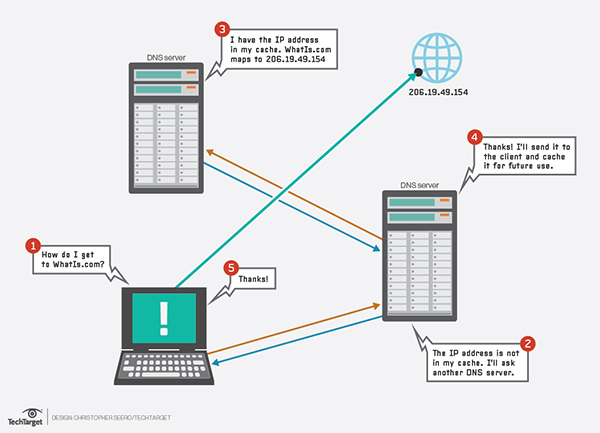 3
I have the IP address
in my cache. WhatIs.com
maps to 206.19.49.154
DNS server
206.19.49.154
4
Thanks! I'll send it to
the client and cache
it for future use.
DNS server
1
How do I get
to WhatIs.com?
5
Thanks!
2
The IP address is not
in my cache. I'll ask
another DNS server.
TechTarget
DESIGN: CHRISTOPHER SEERO/TECHTARGET